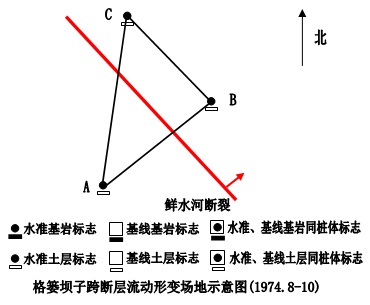 C
北
B
A
鲜水河断裂
水准基岩标志 基线基岩标志 水准、基线基岩同桩体标志
水准土层标志 基线土层标志 水准、基线土层同桩体标志
格篓坝子跨断层流动形变场地示意图(1974.8-10)